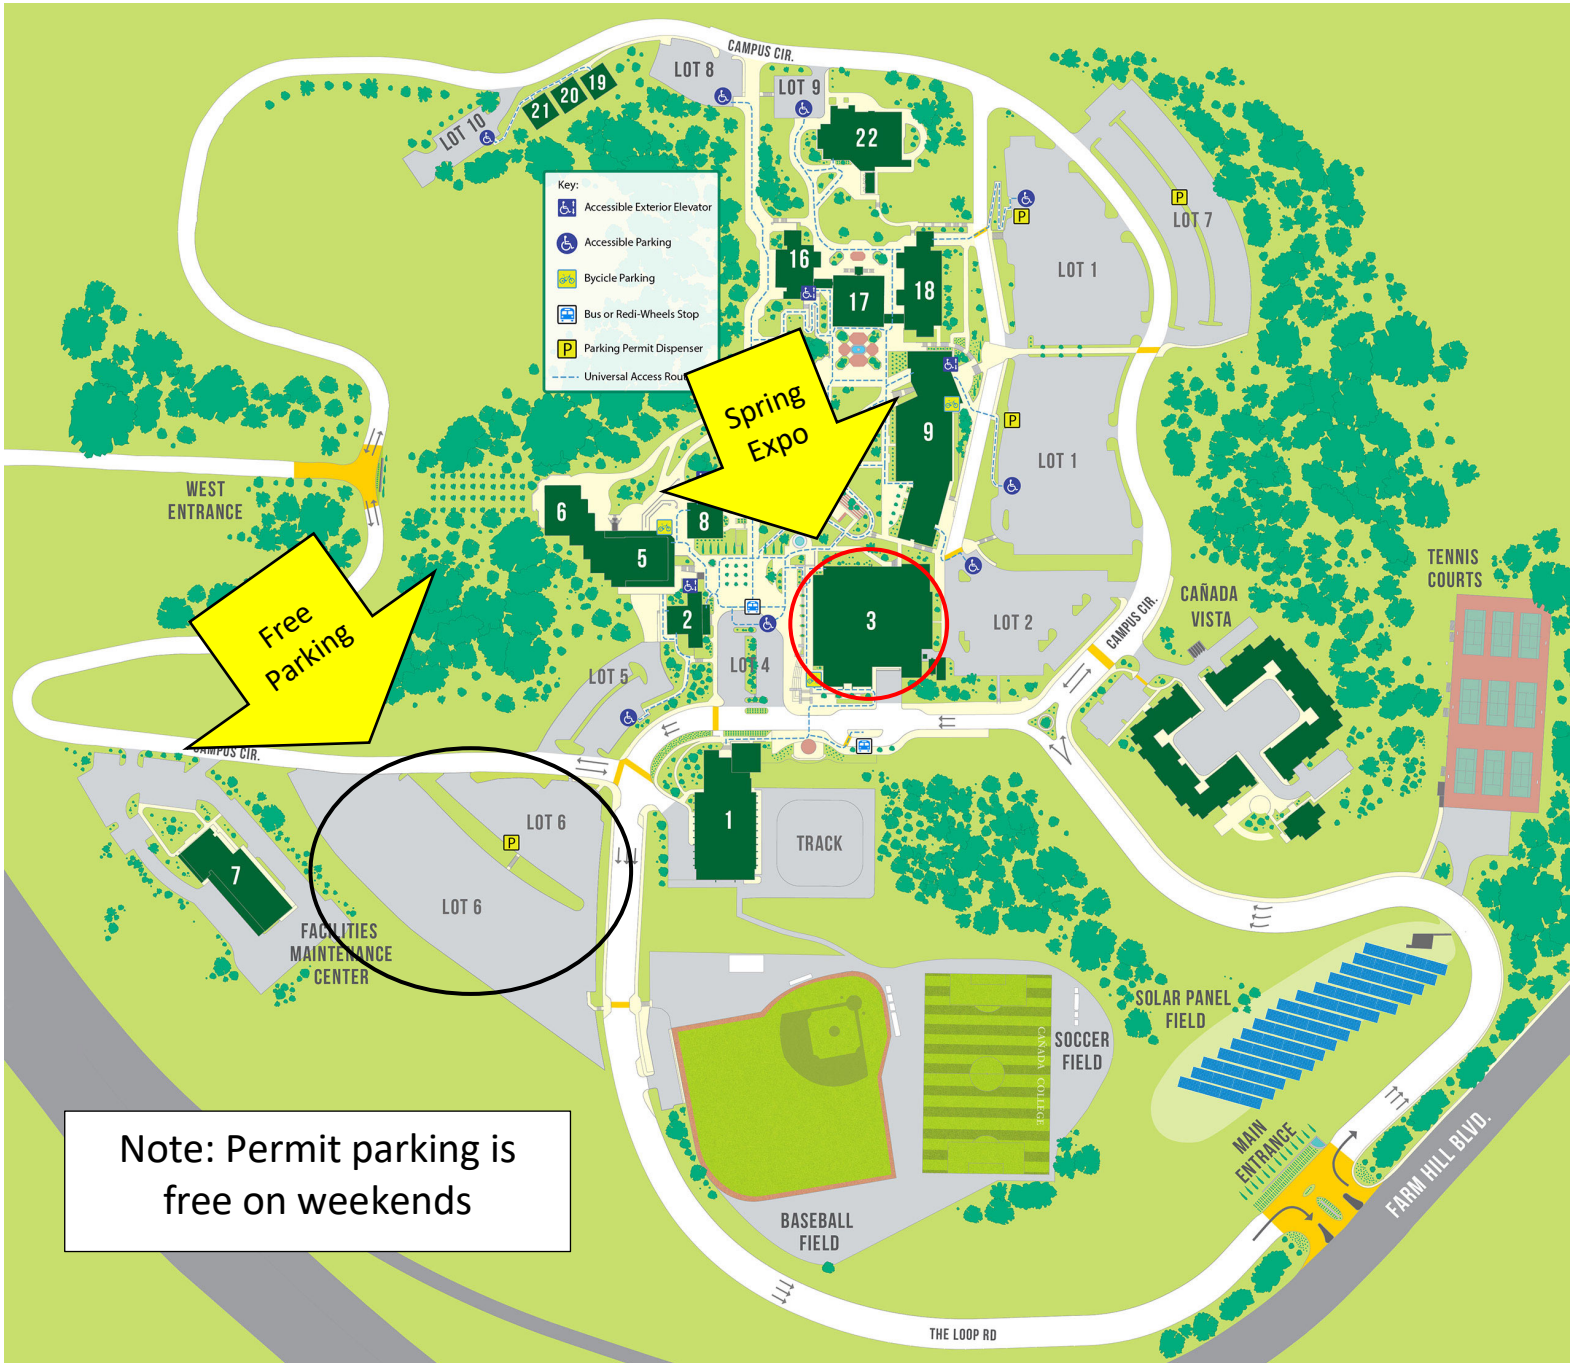 CAMPUS CIR.
LOT 8
LOT 9
19
20
21
LOT 10
22
Key:
Accessible Exterior Elevator
Accessible Parking
Bycicle Parking
Bus or Redi-Wheels Stop
P
Parking Permit Dispenser
Universal Access Rou
P
LOT 7
P
LOT 1
16
17
18
Spring
Expo
9
P
LOT 1
WEST
ENTRANCE
6
5
8
2
3
LOT 2
LOT 4
LOT 5
TENNIS
COURTS
CAÑADA
VISTA
CAMPUS CIR.
Free
Parking
CAMPUS CIR.
LOT 6
P
LOT 6
1
TRACK
7
FACILITIES
MAINTENANCE
CENTER
SOLAR PANEL
FIELD
SOCCER
FIELD
CAÑADA COLLEGE
BASEBALL
FIELD
MAIN
ENTRANCE
FARM HILL BLVD.
THE LOOP RD
Note: Permit parking is
free on weekends